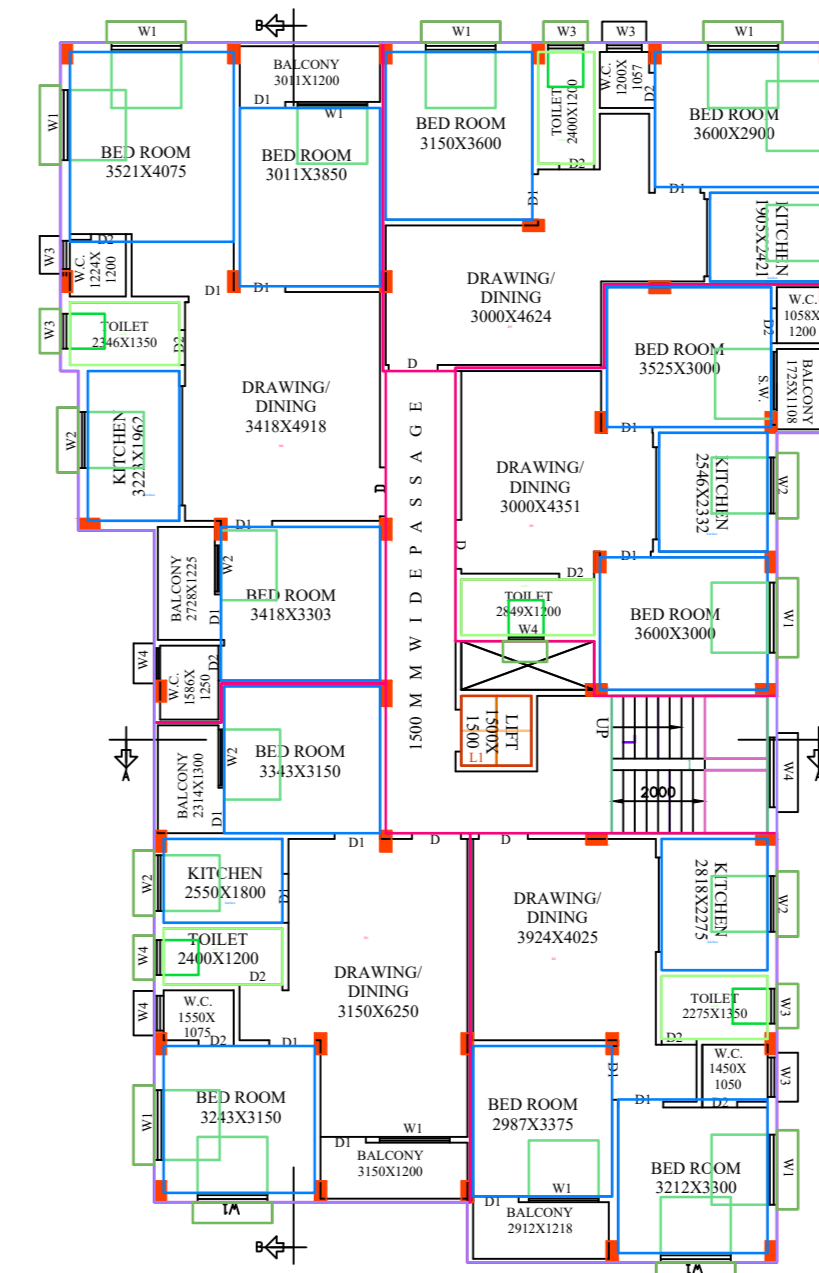 W1
B
W1
W3
W3
W1
BALCONY
3011X1200
D1
W1
W.C.
1200X
1057
D2
TOILET
2400X1200
D2
W1
BED ROOM
3521X4075
BED ROOM
3011X3850
BED ROOM
3150X3600
D1
BED ROOM
3600X2900
D1
KITCHEN
1905X2421
W3
D2
W.C.
1224X
1200
D1
D1
DRAWING/
DINING
3000X4624
D
W3
TOILET
2346X1350
D2
BED ROOM
3525X3000
D2
W.C.
1058X
1200
S.W.
BALCONY
1725X1108
D1
DRAWING/
DINING
3418X4918
D
W2
KITCHEN
3223X1962
1500 M M W I D E P A S S A G E
DRAWING/
DINING
3000X4351
D
KITCHEN
2546X2332
W2
D1
D1
D2
BALCONY
2728X1225
W2
D1
BED ROOM
3418X3303
TOILET
2849X1200
W4
BED ROOM
3600X3000
W1
W4
W.C.
1586X
1250
D2
LIFT
1500X
1500
L1
UP
2000
W4
A
A
BALCONY
2314X1300
W2
D1
BED ROOM
3343X3150
D1
D
D
W2
KITCHEN
2550X1800
D1
DRAWING/
DINING
3924X4025
KITCHEN
2818X2275
W2
W4
TOILET
2400X1200
D2
DRAWING/
DINING
3150X6250
TOILET
2275X1350
D2
W3
W4
W.C.
1550X
1075
D2
D1
D1
W.C.
1450X
1050
D2
W3
D1
W1
BED ROOM
3243X3150
BED ROOM
2987X3375
W1
D1
BALCONY
3150X1200
BED ROOM
3212X3300
W1
W1
W1
D1
BALCONY
2912X1218
B
W1